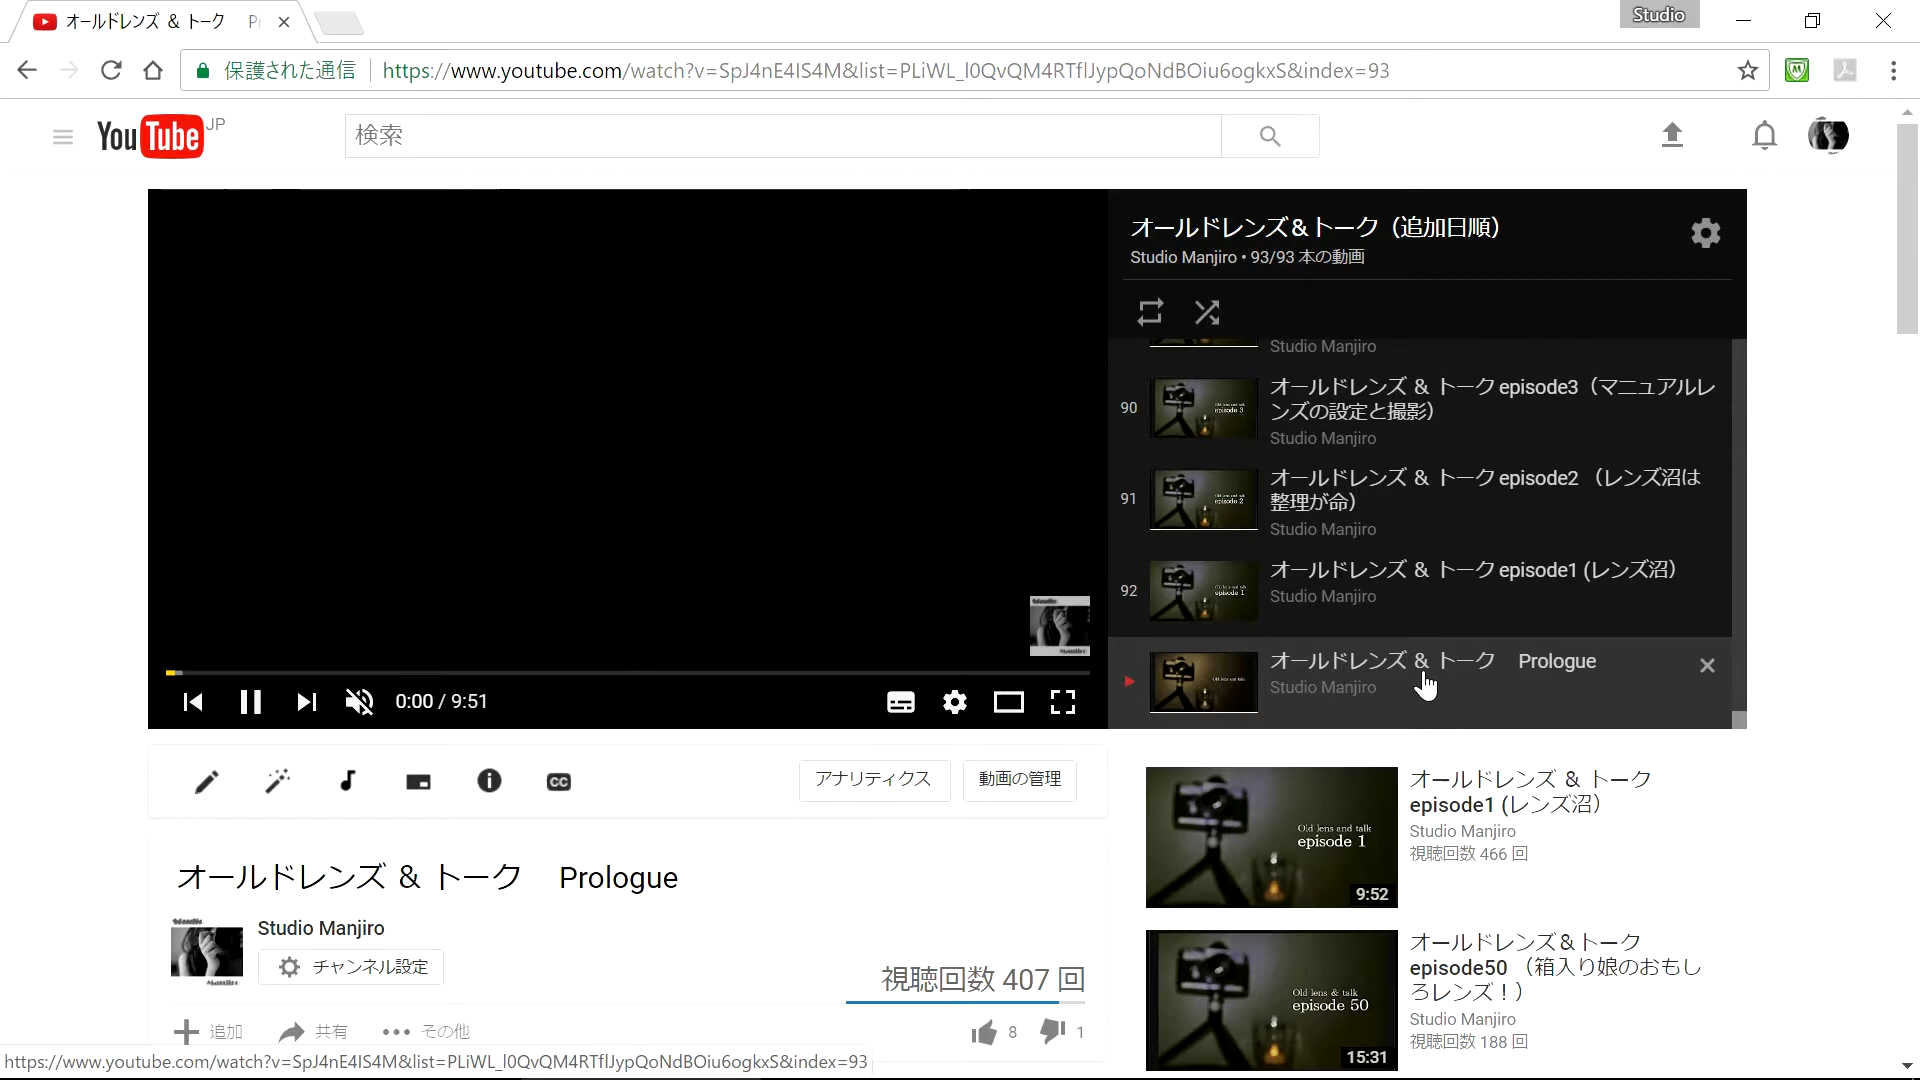 オールドレンズ & トーク Pr
Studio
保護された通信
https://www.youtube.com/watch?v=SpJ4nE4IS4M&list=PLiWL_l0QvQM4RTflJypQoNdBOiu6ogkxS&index=93
YouTube JP
検索
オールドレンズ＆トーク（追加日順）
Studio Manjiro • 93/93 本の動画
Studio Manjiro
90
オールドレンズ & トーク episode3（マニュアルレ
ンズの設定と撮影）
Studio Manjiro
91
オールドレンズ & トーク episode2 （レンズ沼は
整理が命）
Studio Manjiro
92
オールドレンズ & トーク episode1 (レンズ沼）
Studio Manjiro
オールドレンズ & トーク Prologue
Studio Manjiro
0:00 / 9:51
CC
アナリティクス
動画の管理
オールドレンズ & トーク Prologue
Studio Manjiro
チャンネル設定
視聴回数 407 回
追加
共有
その他
8
1
Old lens and talk
episode 1
9:52
オールドレンズ & トーク
episode1 (レンズ沼）
Studio Manjiro
視聴回数 466 回
Old lens & talk
episode 50
15:31
オールドレンズ＆トーク
episode50 （箱入り娘のおもし
ろレンズ！）
Studio Manjiro
視聴回数 188 回
https://www.youtube.com/watch?v=SpJ4nE4IS4M&list=PLiWL_l0QvQM4RTflJypQoNdBOiu6ogkxS&index=93